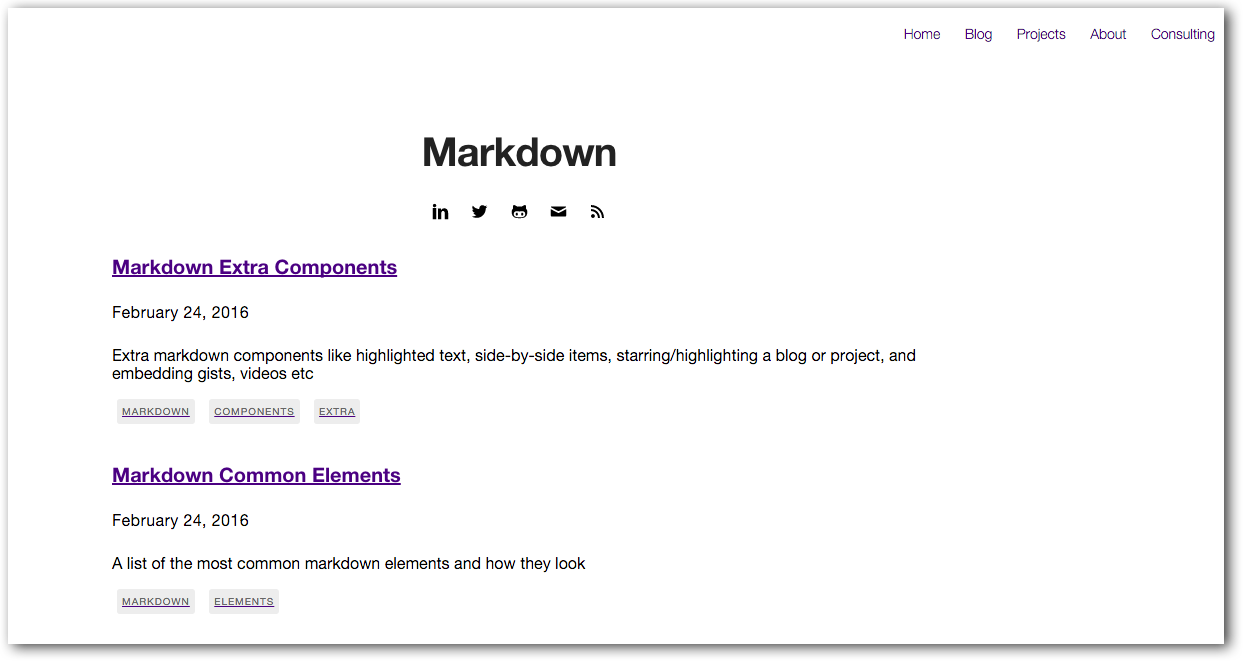 Home Blog Projects About Consulting
Markdown
Markdown Extra Components
February 24, 2016
Extra markdown components like highlighted text, side-by-side items, starring/highlighting a blog or project, and
embedding gists, videos etc
MARKDOWN COMPONENTS EXTRA
Markdown Common Elements
February 24, 2016
A list of the most common markdown elements and how they look
MARKDOWN ELEMENTS